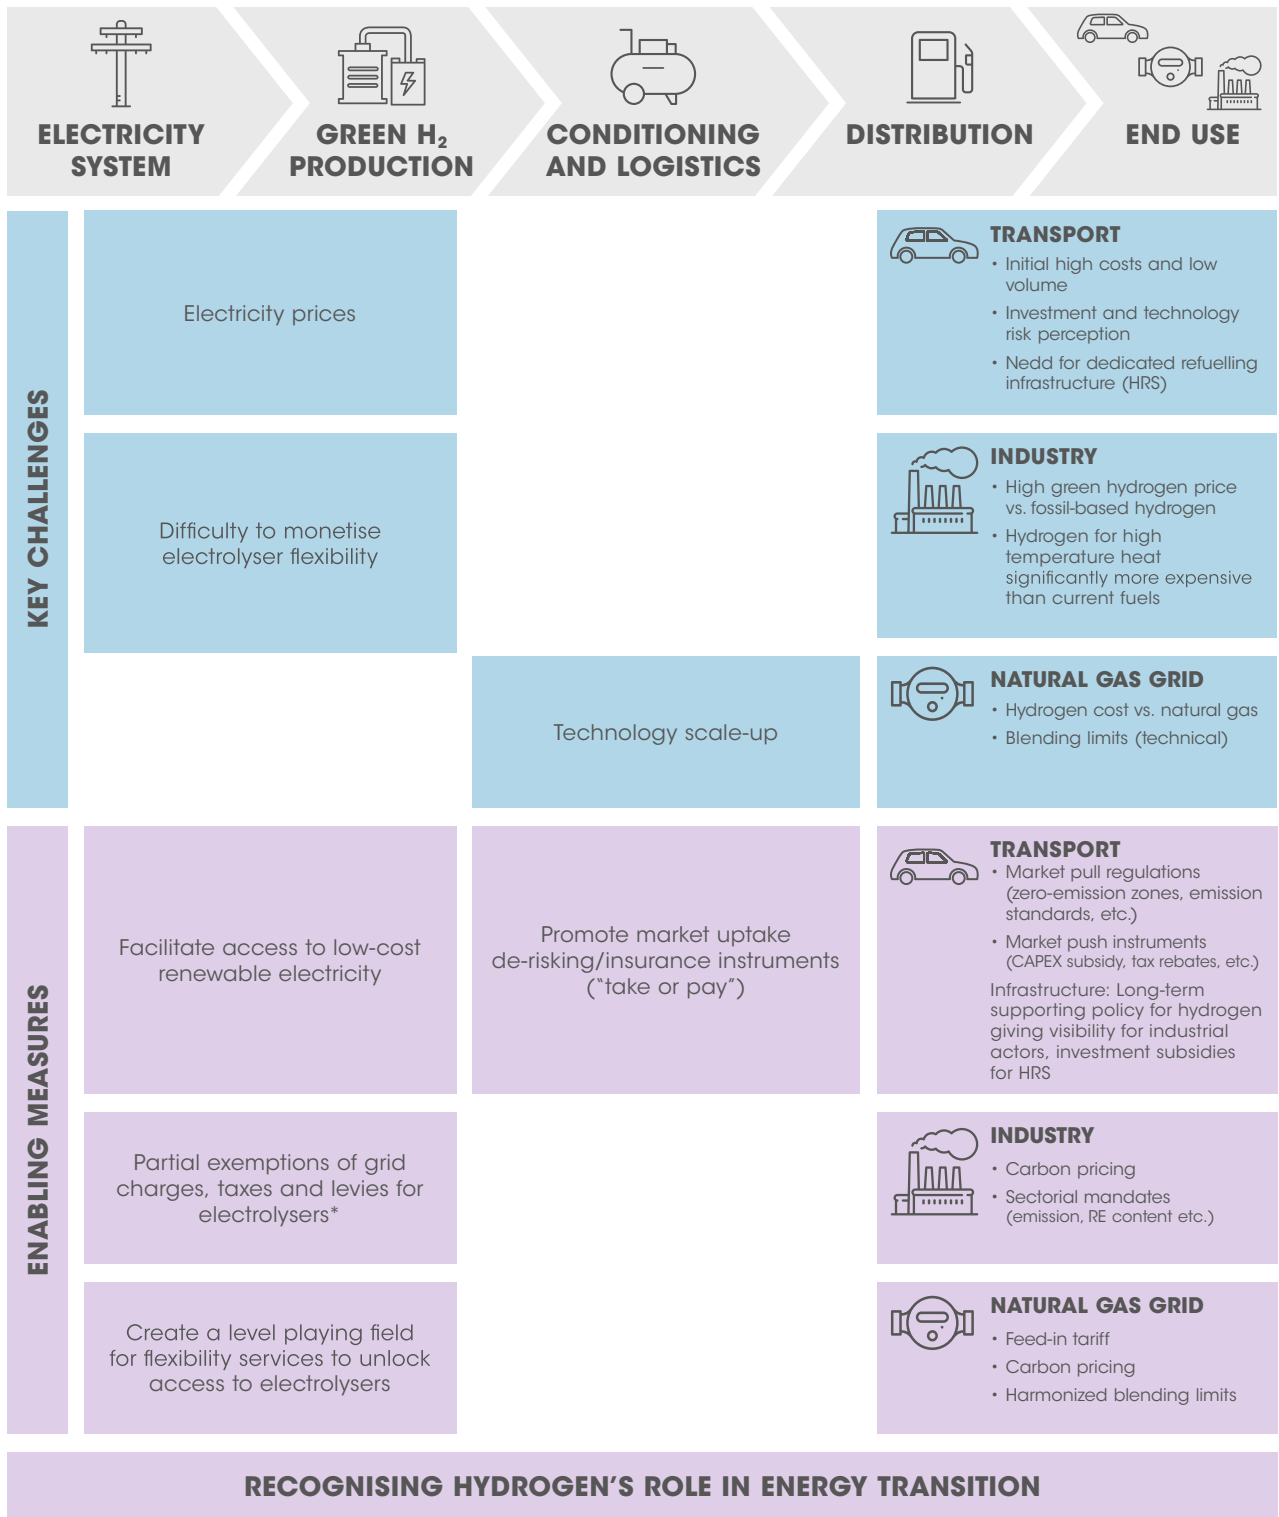 ELECTRICITY
SYSTEM
GREEN H₂
PRODUCTION
CONDITIONING
AND LOGISTICS
DISTRIBUTION
END USE
KEY CHALLENGES
Electricity prices
Difficulty to monetise
electrolyser flexibility
Technology scale-up
TRANSPORT
• Initial high costs and low
volume
• Investment and technology
risk perception
• Nedd for dedicated refuelling
infrastructure (HRS)
INDUSTRY
• High green hydrogen price
vs. fossil-based hydrogen
• Hydrogen for high
temperature heat
significantly more expensive
than current fuels
NATURAL GAS GRID
• Hydrogen cost vs. natural gas
• Blending limits (technical)
ENABLING MEASURES
Facilitate access to low-cost
renewable electricity
Promote market uptake
de-risking/insurance instruments
(“take or pay”)
Partial exemptions of grid
charges, taxes and levies for
electrolysers*
Create a level playing field
for flexibility services to unlock
access to electrolysers
TRANSPORT
• Market pull regulations
(zero-emission zones, emission
standards, etc.)
• Market push instruments
(CAPEX subsidy, tax rebates, etc.)
Infrastructure: Long-term
supporting policy for hydrogen
giving visibility for industrial
actors, investment subsidies
for HRS
INDUSTRY
• Carbon pricing
• Sectorial mandates
(emission, RE content etc.)
NATURAL GAS GRID
• Feed-in tariff
• Carbon pricing
• Harmonized blending limits
RECOGNISING HYDROGEN’S ROLE IN ENERGY TRANSITION